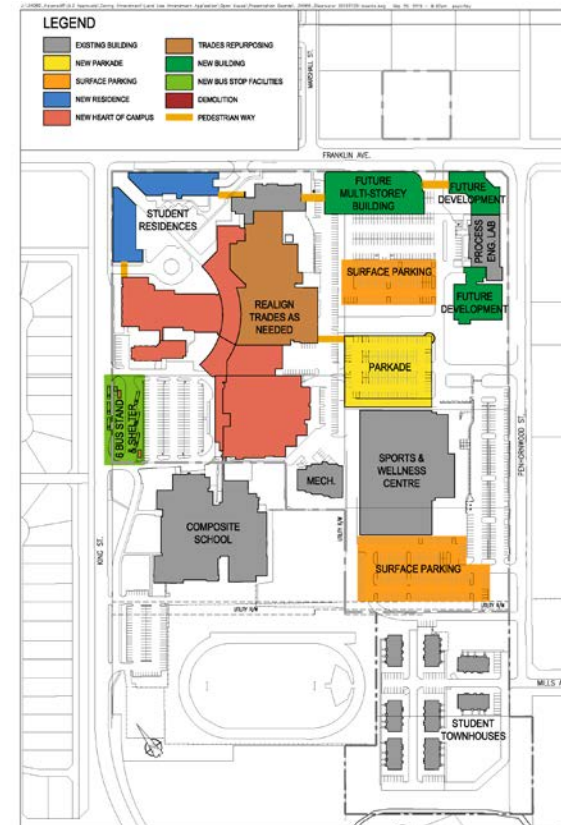 LEGEND
EXISTING BUILDING
NEW PARKADE
SURFACE PARKING
NEW RESIDENCE
NEW HEART OF CAMPUS
TRADES REPURPOSING
NEW BUILDING
NEW BUS STOP FACILITIES
DEMOLITION
PEDESTRIAN WAY
MARSHALL ST.
FRANKLIN AVE.
STUDENT
RESIDENCES
FUTURE
MULTI-STOREY
BUILDING
FUTURE
DEVELOPMENT
PROCESS
ENG. LAB
SURFACE PARKING
FUTURE
DEVELOPMENT
REALIGN
TRADES AS
NEEDED
PARKADE
6 BUS STAND
& SHELTER
SPORTS &
WELLNESS
CENTRE
MECH.
PENHORWOOD ST.
COMPOSITE
SCHOOL
UTILITY R/W
KING ST.
SURFACE PARKING
UTILITY R/W
UTILITY R/W
MILLS A
STUDENT
TOWNHOUSES